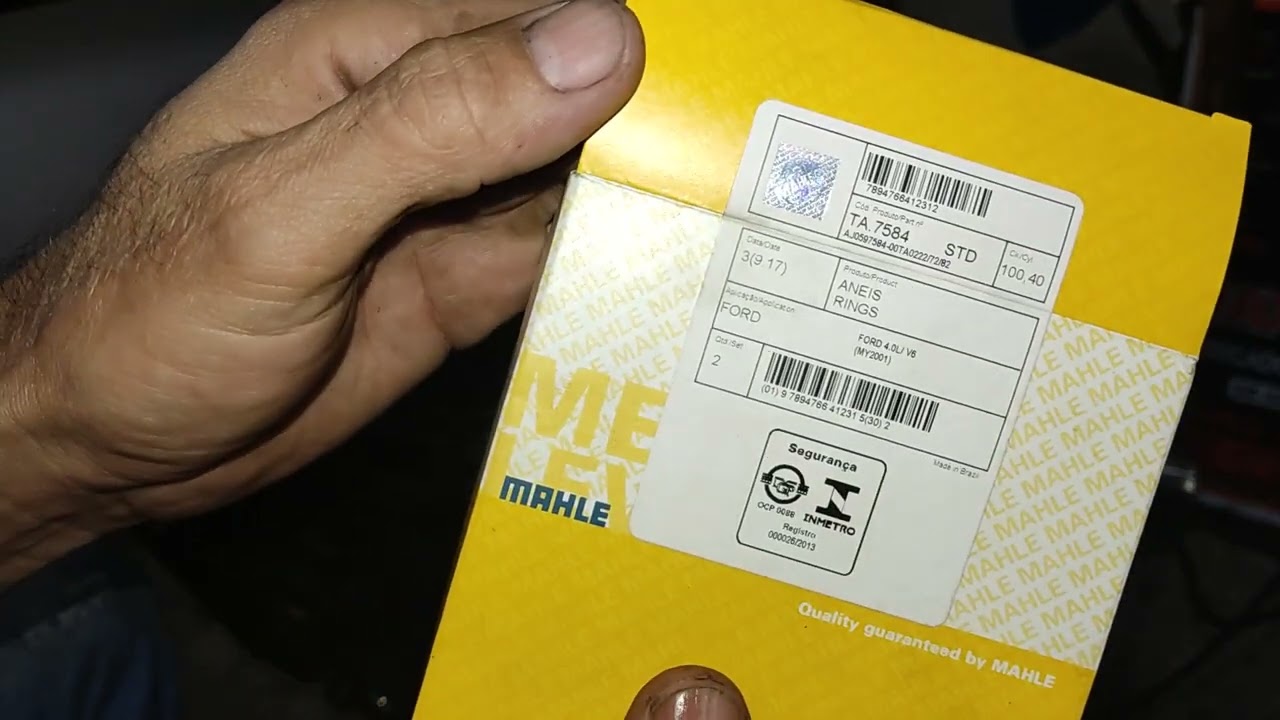 7894766412312
Cód. Produto/Part nº
TA.7584 STD
AJ0597584-00TA0222/72/82
Cx/Cyl
100,40
Data/Date
3(9 17)
Produto/Product
ANEIS
RINGS
Aplicação/Application
FORD
FORD 4.0L/ V6
(MY2001)
Qtd./Set
2
(01) 9 7894766 41231 5(30) 2
Made in Brazil
Segurança
OCP 0088
INMETRO
Registro
000026/2013
MAHLE
Quality guaranteed by MAHLE